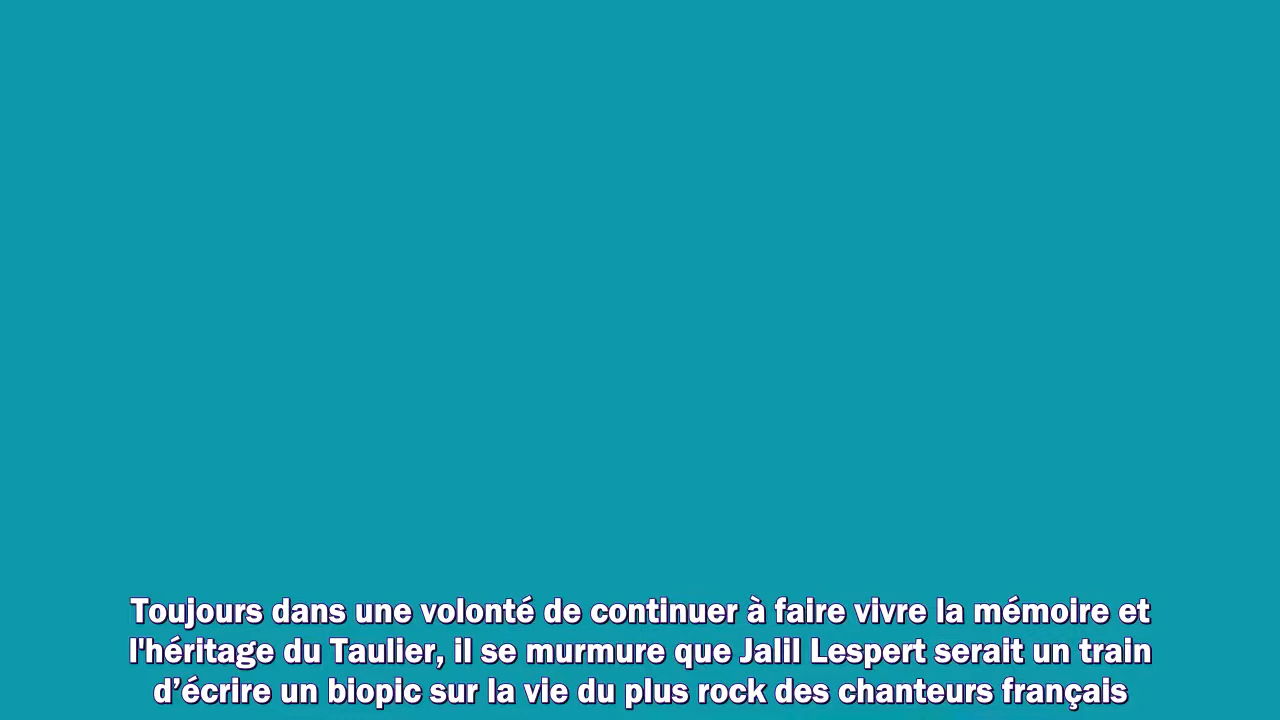 Toujours dans une volonté de continuer à faire vivre la mémoire et
l'héritage du Taulier, il se murmure que Jalil Lespert serait un train
d’écrire un biopic sur la vie du plus rock des chanteurs français